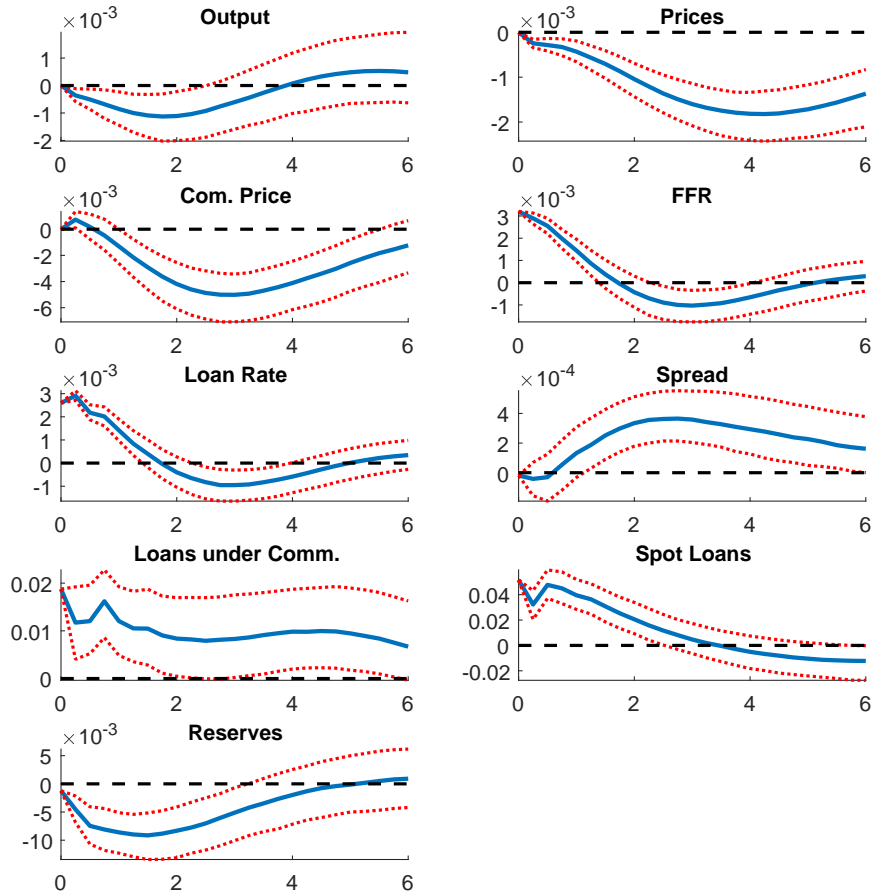 ×10⁻³
Output
1
0
-1
-2
0 2 4 6
×10⁻³
Prices
0
-1
-2
0 2 4 6
×10⁻³
Com. Price
0
-2
-4
-6
0 2 4 6
×10⁻³
FFR
3
2
1
0
-1
0 2 4 6
×10⁻³
Loan Rate
3
2
1
0
-1
0 2 4 6
×10⁻⁴
Spread
4
2
0
0 2 4 6
Loans under Comm.
0.02
0.01
0
0 2 4 6
Spot Loans
0.04
0.02
0
-0.02
0 2 4 6
×10⁻³
Reserves
5
0
-5
-10
0 2 4 6